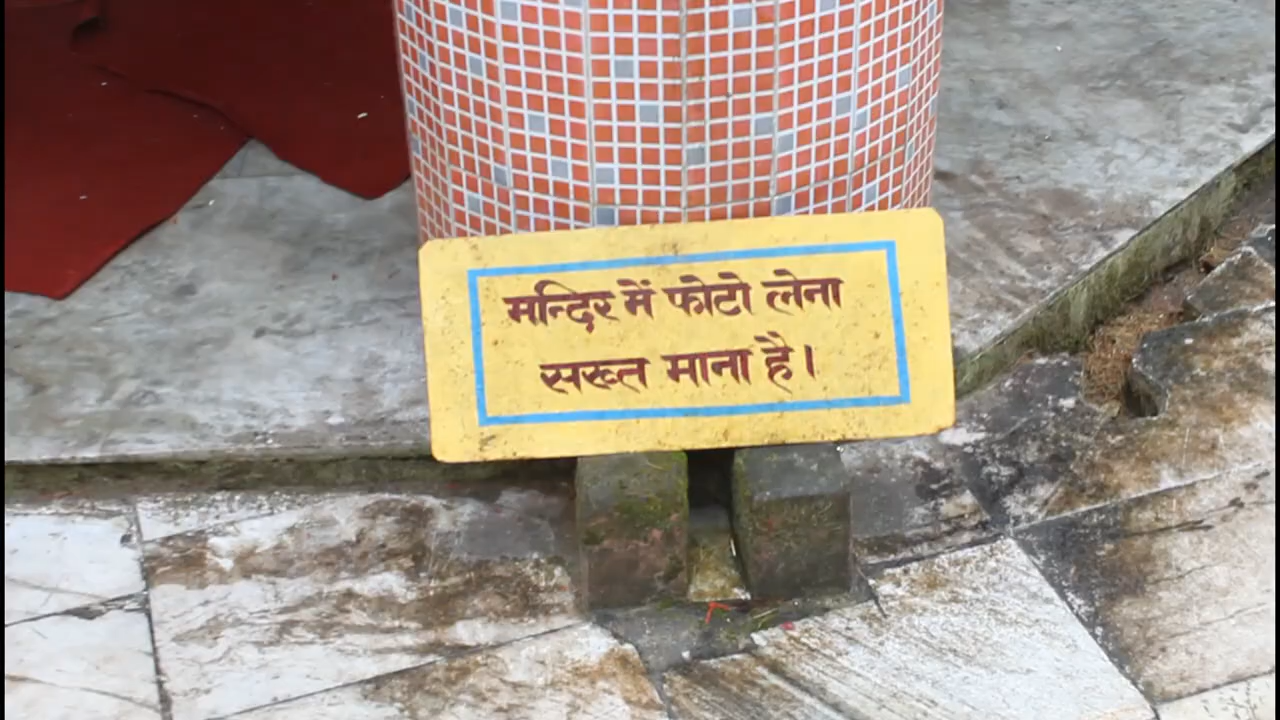 मन्दिर में फोटो लेना
सख्त माना है।